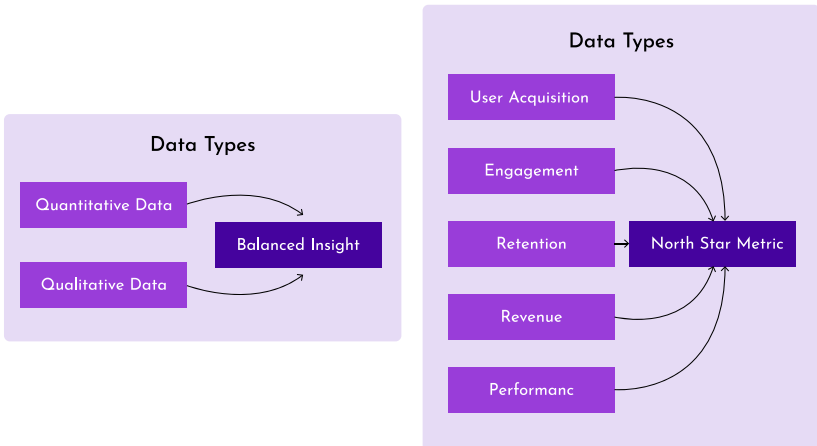 Data Types
Quantitative Data
Balanced Insight
Qualitative Data
Data Types
User Acquisition
Engagement
Retention
North Star Metric
Revenue
Performanc